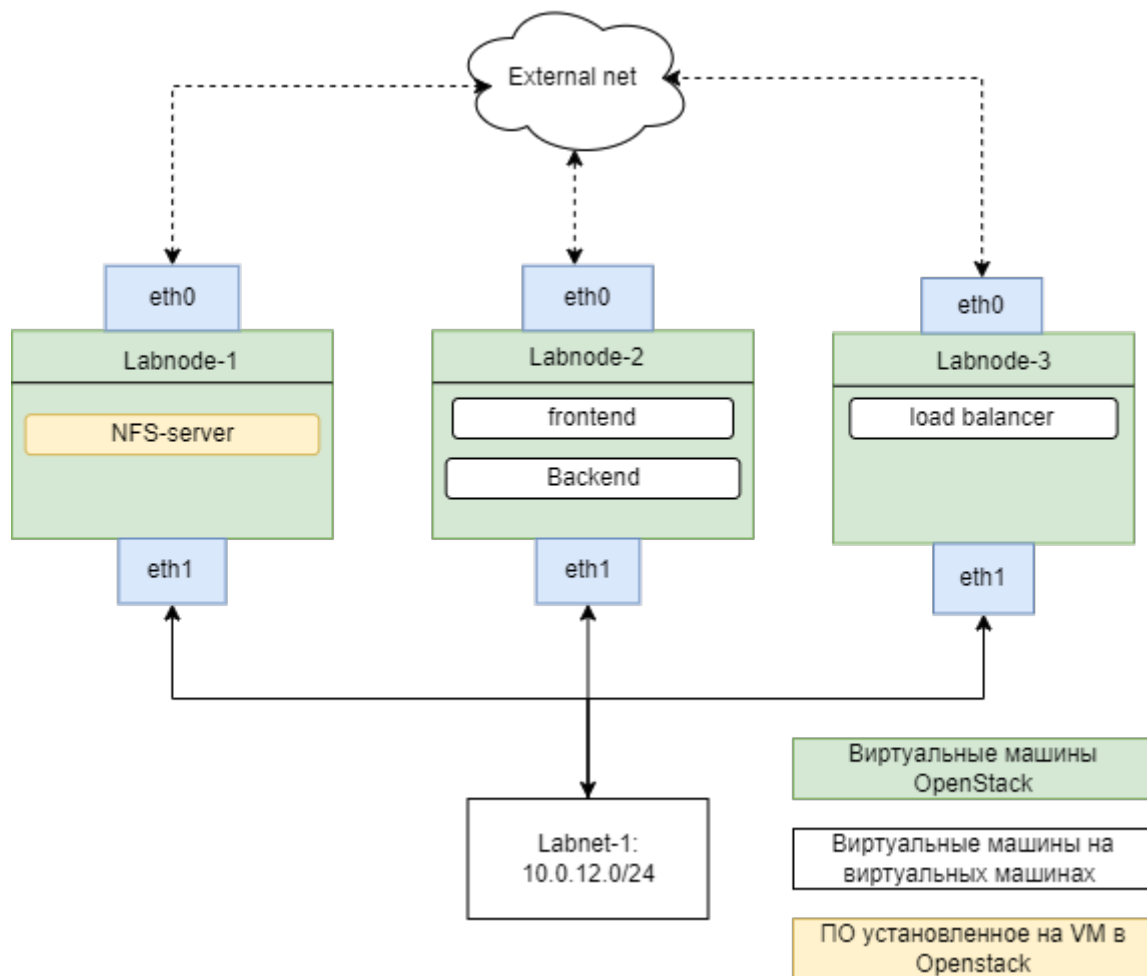 External net
eth0
eth0
eth0
Labnode-1
Labnode-2
Labnode-3
NFS-server
frontend
load balancer
Backend
eth1
eth1
eth1
Labnet-1:
10.0.12.0/24
Виртуальные машины
OpenStack
Виртуальные машины на
виртуальных машинах
ПО установленное на VM в
Openstack